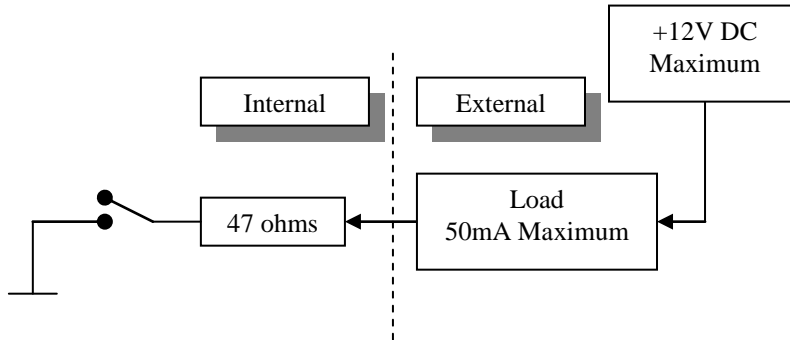 +12V DC
Maximum
Internal
External
47 ohms
Load
50mA Maximum